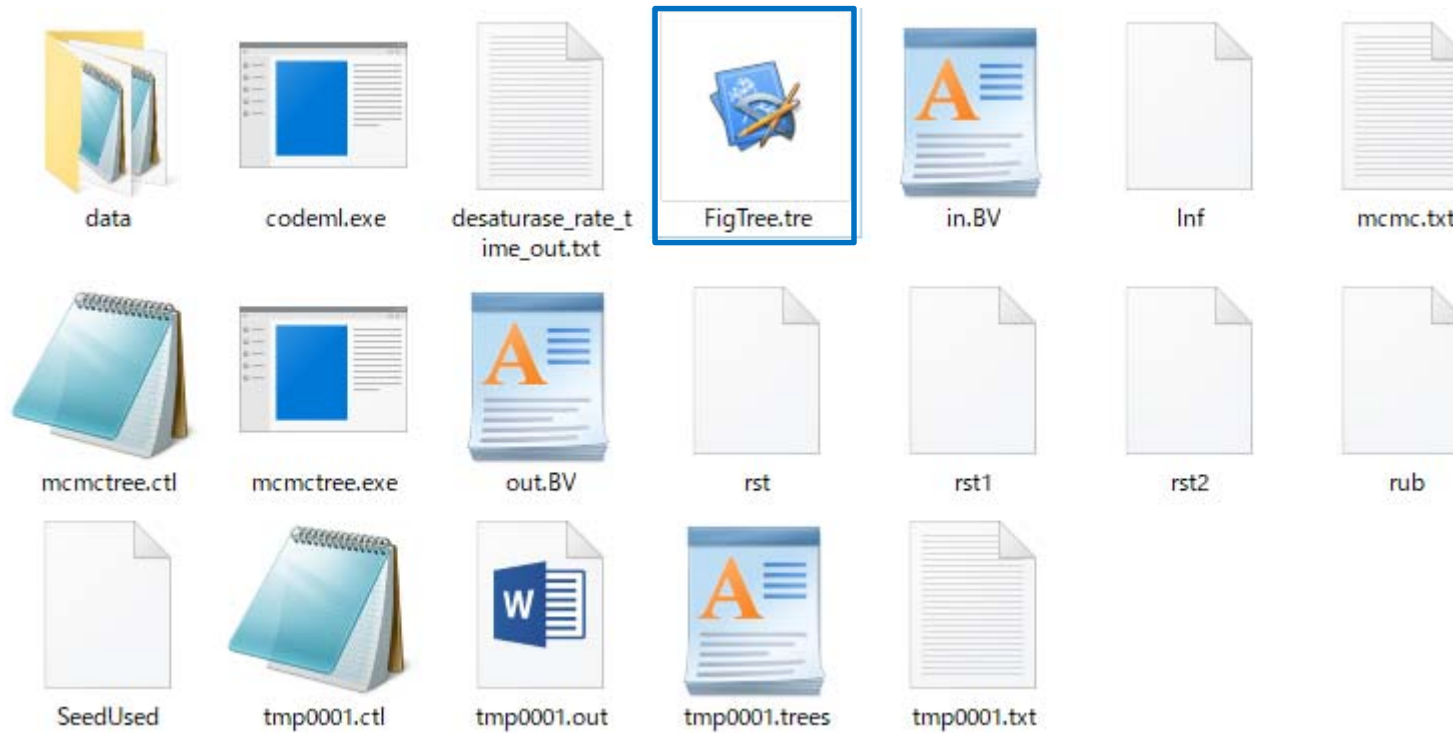 data
codeml.exe
desaturase_rate_t
ime_out.txt
FigTree.tre
in.BV
lnf
mcmc.txt
mcmctree.ctl
mcmctree.exe
out.BV
rst
rst1
rst2
rub
SeedUsed
tmp0001.ctl
tmp0001.out
tmp0001.trees
tmp0001.txt